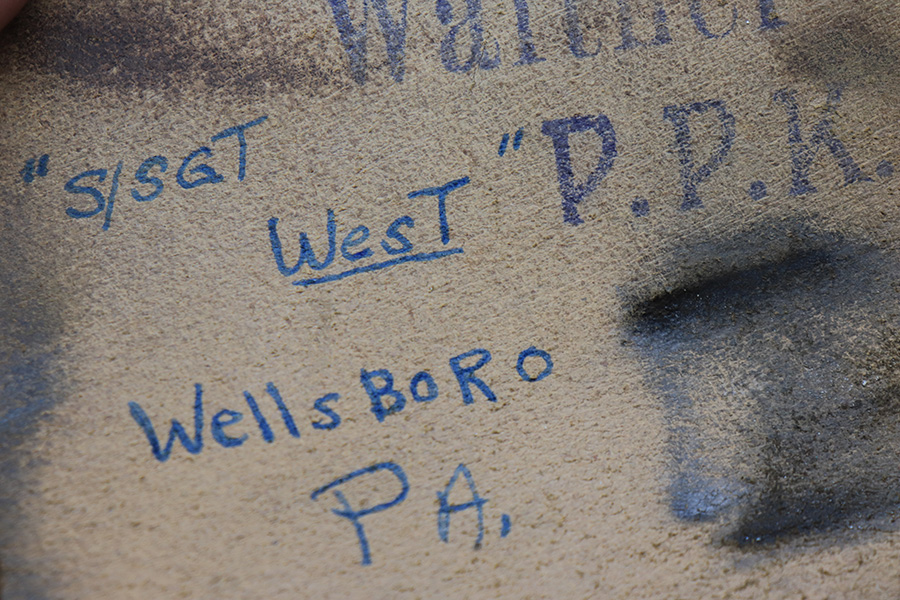 Walther
"S/SGT "
WesT
P.P.K.
WellsBoRo
PA.